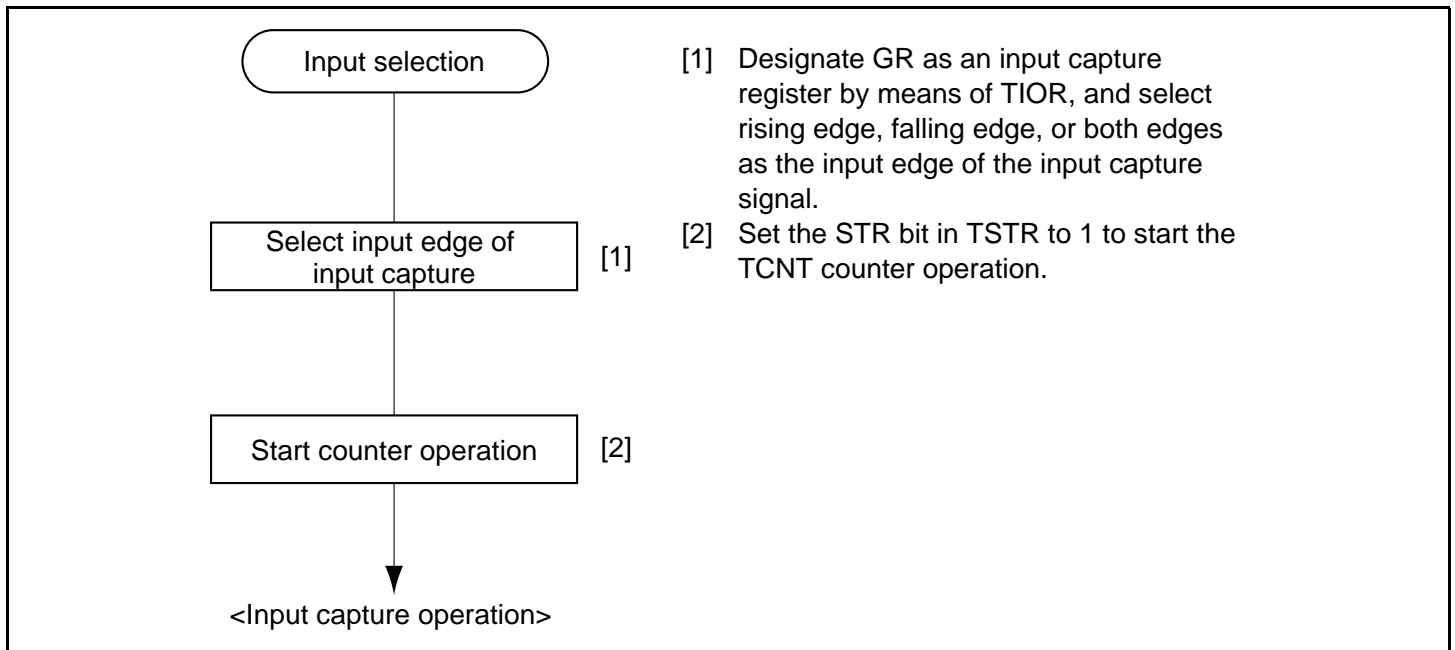 Input selection
Select input edge of
input capture
[1]
Start counter operation
[2]
<Input capture operation>
[1] Designate GR as an input capture
register by means of TIOR, and select
rising edge, falling edge, or both edges
as the input edge of the input capture
signal.
[2] Set the STR bit in TSTR to 1 to start the
TCNT counter operation.